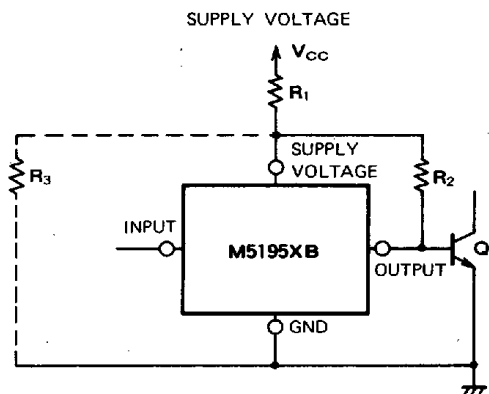 SUPPLY VOLTAGE
VCC
R1
SUPPLY
VOLTAGE
R3
R2
INPUT
M5195XB
OUTPUT
Q
GND